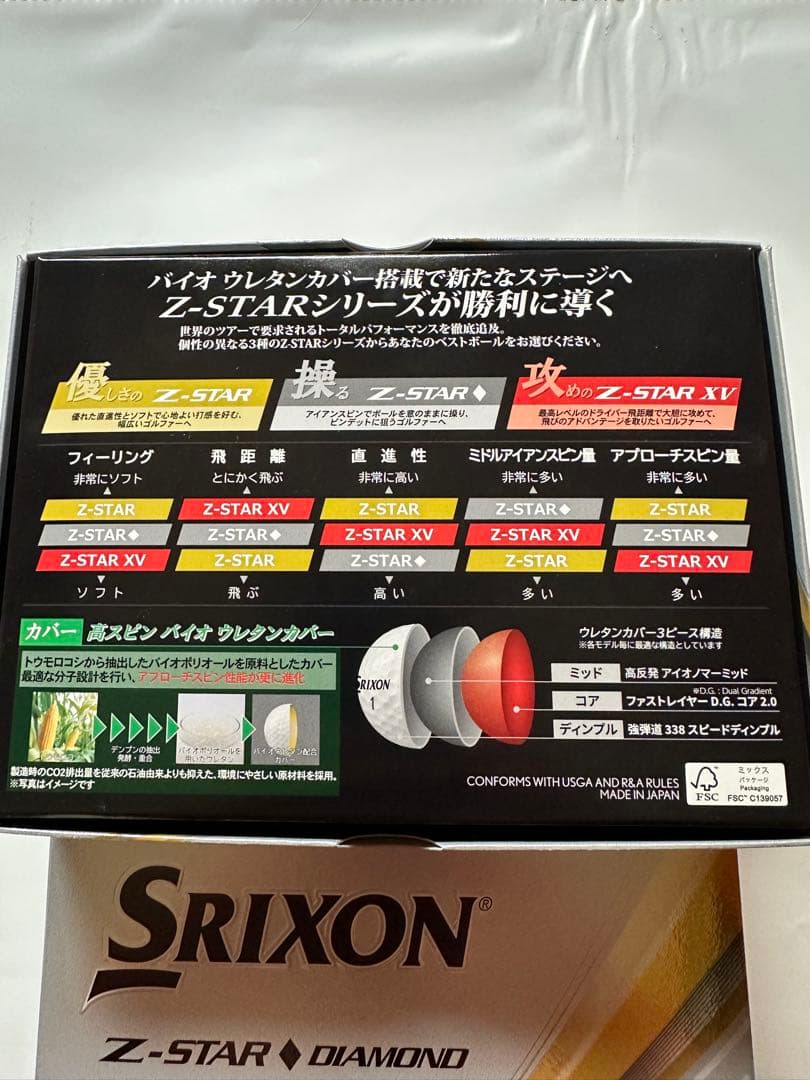 バイオ ウレタンカバー搭載で新たなステージへ
Z-STARシリーズが勝利に導く
世界のツアーで要求されるトータルパフォーマンスを徹底追及。
個性の異なる3種のZ-STARシリーズからあなたのベストボールをお選びください。
優しさの Z-STAR
優れた直進性とソフトで心地よい打感を好む、
幅広いゴルファーへ
操る Z-STAR♦
アイアンスピンでボールを意のままに操り、
ピンデッドに狙うゴルファーへ
攻めの Z-STAR XV
最高レベルのドライバー飛距離で大胆に攻めて、
飛びのアドバンテージを取りたいゴルファーへ
フィーリング 飛距離 直進性 ミドルアイアンスピン量 アプローチスピン量
非常にソフト とにかく飛ぶ 非常に高い 非常に多い 非常に多い
Z-STAR Z-STAR XV Z-STAR Z-STAR♦ Z-STAR
Z-STAR♦ Z-STAR♦ Z-STAR XV Z-STAR XV Z-STAR♦
Z-STAR XV Z-STAR Z-STAR♦ Z-STAR Z-STAR XV
ソフト 飛ぶ 高い 多い 多い
カバー 高スピン バイオ ウレタンカバー
トウモロコシから抽出したバイオポリオールを原料としたカバー
最適な分子設計を行い、アプローチスピン性能が更に進化
デンプンの抽出
発酵・重合
バイオポリオールを
用いたウレタン
バイオウレタン配合
カバー
製造時のCO2排出量を従来の石油由来よりも抑えた、環境にやさしい原材料を採用。
※写真はイメージです
SRIXON
1
ウレタンカバー3ピース構造
※各モデル毎に最適な構造としています
ミッド 高反発 アイオノマーミッド
※D.G. : Dual Gradient
コア ファストレイヤー D.G. コア 2.0
ディンプル 強弾道 338 スピードディンプル
CONFORMS WITH USGA AND R&A RULES
MADE IN JAPAN
FSC
ミックス
パッケージ
Packaging
FSC™ C139057
SRIXON®
Z-STAR♦DIAMOND